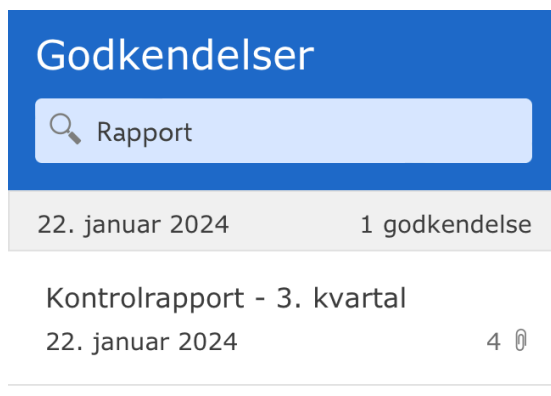 Godkendelser
Rapport
22. januar 2024 1 godkendelse
Kontrolrapport - 3. kvartal
22. januar 2024 4